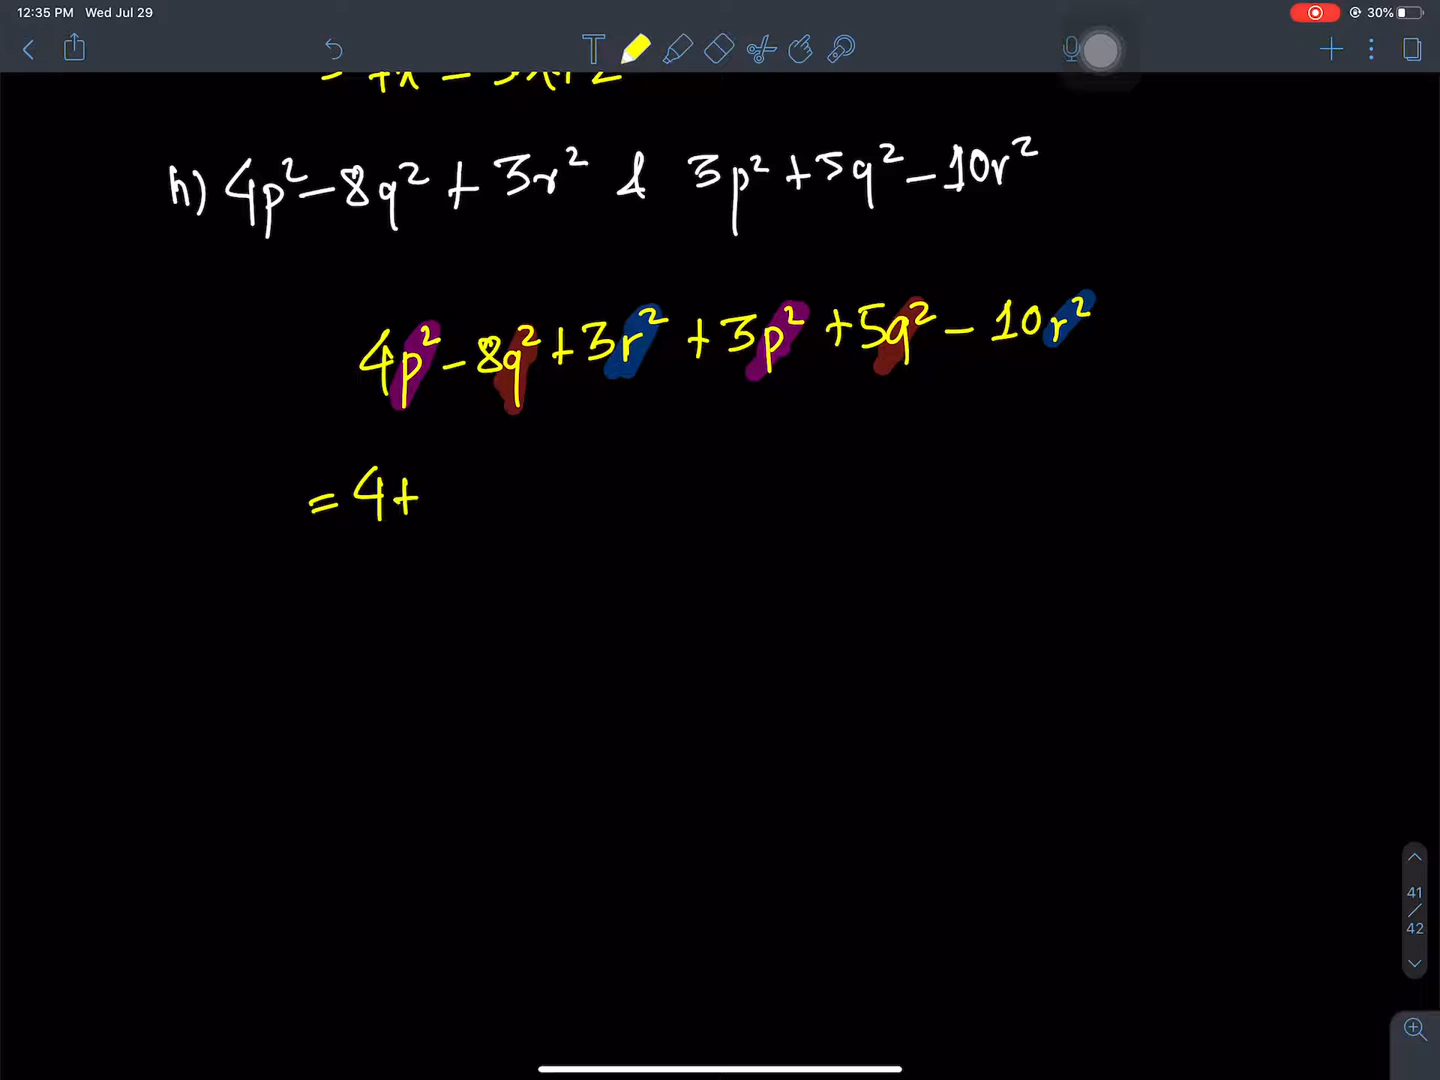 12:35 PM Wed Jul 29 30%
h) 4p² - 8q² + 3r² & 3p² + 5q² - 10r²
4p² - 8q² + 3r² + 3p² + 5q² - 10r²
= 4+
41
/
42